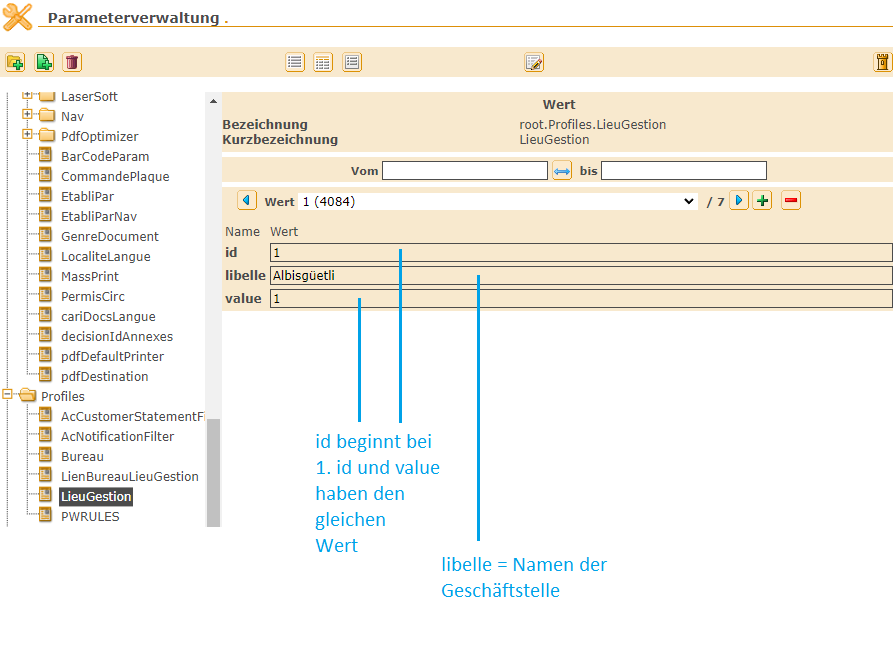 Parameterverwaltung .
LaserSoft
Nav
PdfOptimizer
BarCodeParam
CommandePlaque
EtabliPar
EtabliParNav
GenreDocument
LocaliteLangue
MassPrint
PermisCirc
cariDocsLangue
decisionIdAnnexes
pdfDefaultPrinter
pdfDestination
Profiles
AcCustomerStatementFi
AcNotificationFilter
Bureau
LienBureauLieuGestion
LieuGestion
PWRULES
Wert
Bezeichnung root.Profiles.LieuGestion
Kurzbezeichnung LieuGestion
Vom bis
Wert 1 (4084) / 7
Name Wert
id 1
libelle Albisgüetli
value 1
id beginnt bei
1. id und value
haben den
gleichen
Wert
libelle = Namen der
Geschäftstelle